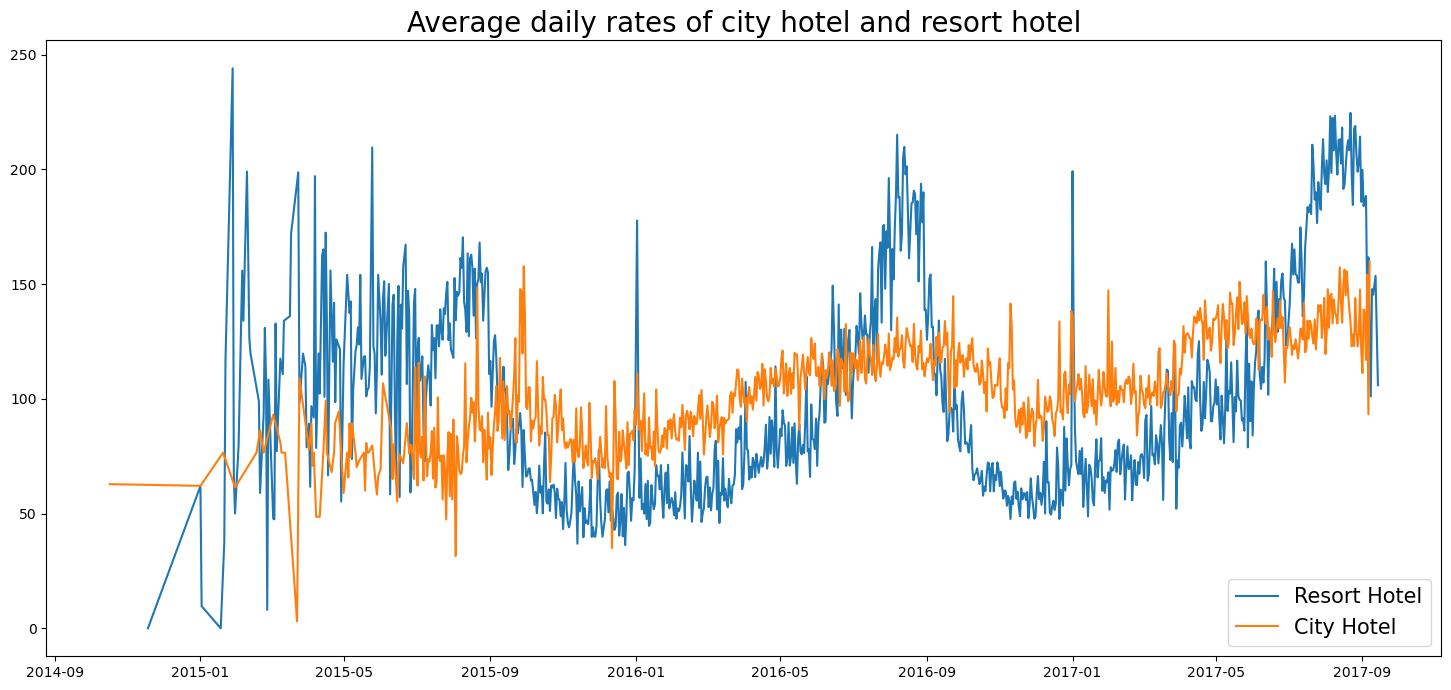 Average daily rates of city hotel and resort hotel
250
200
150
100
50
0
2014-09 2015-01 2015-05 2015-09 2016-01 2016-05 2016-09 2017-01 2017-05 2017-09
Resort Hotel
City Hotel